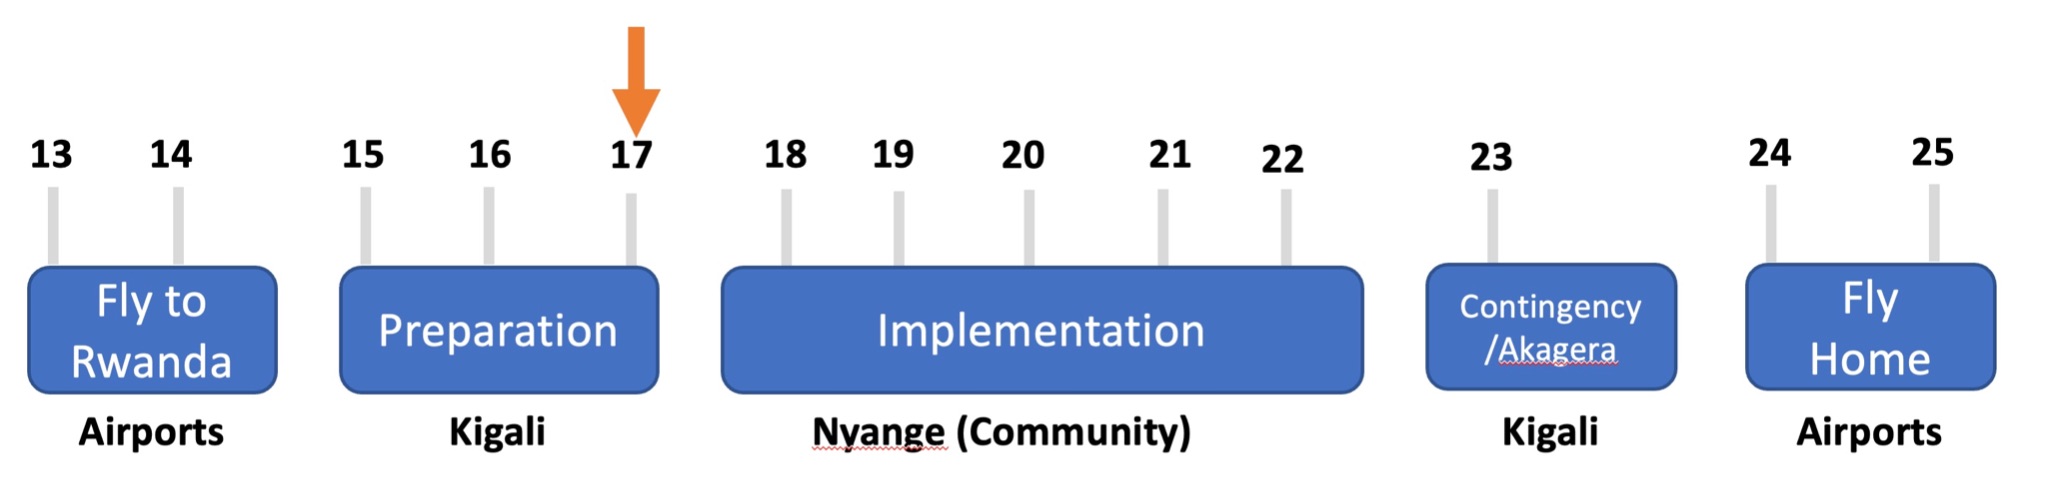 13 14 15 16 17 18 19 20 21 22 23 24 25
Fly to
Rwanda
Preparation
Implementation
Contingency
/Akagera
Fly
Home
Airports Kigali Nyange (Community) Kigali Airports